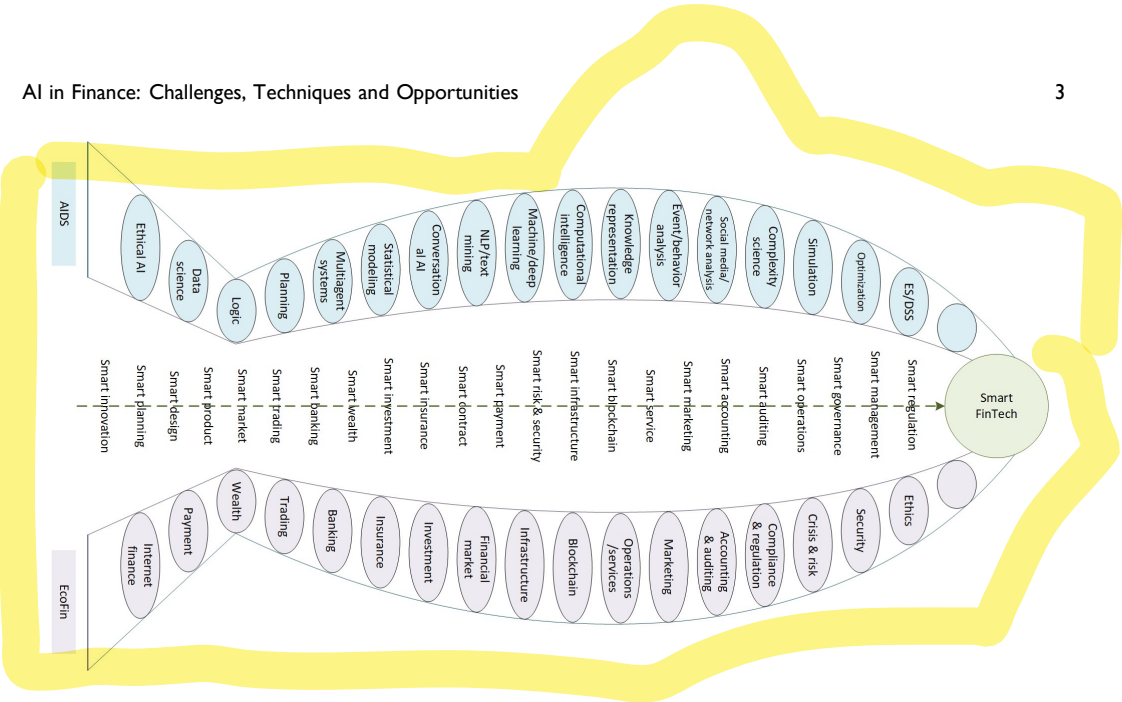 AI in Finance: Challenges, Techniques and Opportunities
3
AIDS
Ethical AI
Data
science
Logic
Planning
Multiagent
systems
Statistical
modeling
Conversation
al AI
NLP/text
mining
Machine/deep
learning
Computational
intelligence
Knowledge
representation
Event/behavior
analysis
Social media/
network analysis
Complexity
science
Simulation
Optimization
ES/DSS
Smart innovation
Smart planning
Smart design
Smart product
Smart market
Smart trading
Smart banking
Smart wealth
Smart investment
Smart insurance
Smart contract
Smart payment
Smart risk & security
Smart infrastructure
Smart blockchain
Smart service
Smart marketing
Smart accounting
Smart auditing
Smart operations
Smart governance
Smart management
Smart regulation
Smart
FinTech
EcoFin
Internet
finance
Payment
Wealth
Trading
Banking
Insurance
Investment
Financial
market
Infrastructure
Blockchain
Operations
/services
Marketing
Accounting
& auditing
Compliance
& regulation
Crisis & risk
Security
Ethics